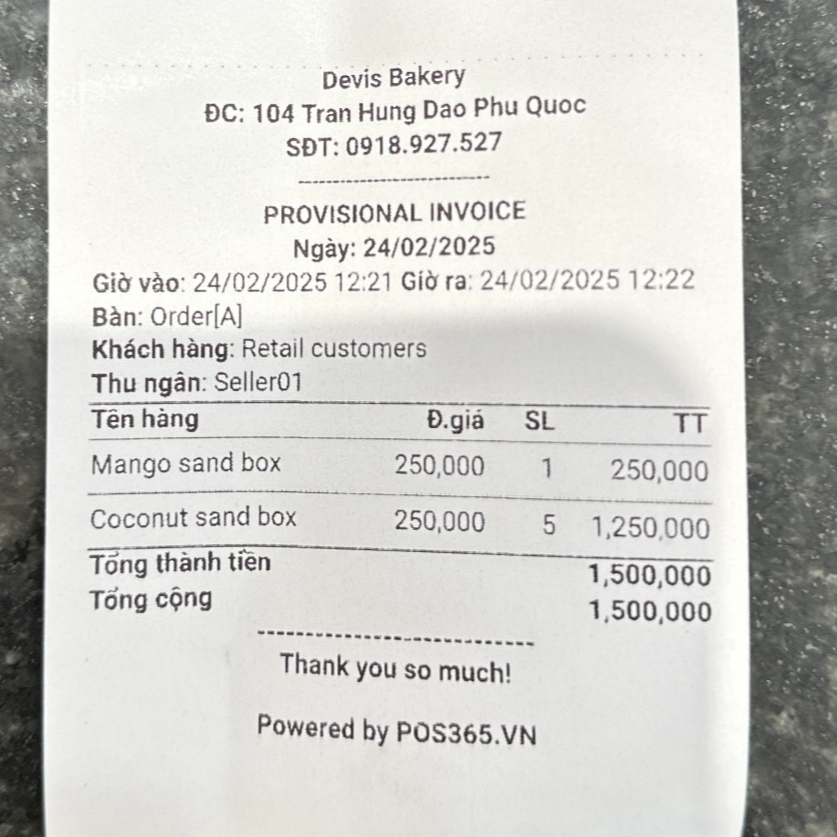 Devis Bakery
ĐC: 104 Tran Hung Dao Phu Quoc
SĐT: 0918.927.527
PROVISIONAL INVOICE
Ngày: 24/02/2025
Giờ vào: 24/02/2025 12:21 Giờ ra: 24/02/2025 12:22
Bàn: Order[A]
Khách hàng: Retail customers
Thu ngân: Seller01
Tên hàng Đ.giá SL TT
Mango sand box 250,000 1 250,000
Coconut sand box 250,000 5 1,250,000
Tổng thành tiền 1,500,000
Tổng cộng 1,500,000
Thank you so much!
Powered by POS365.VN